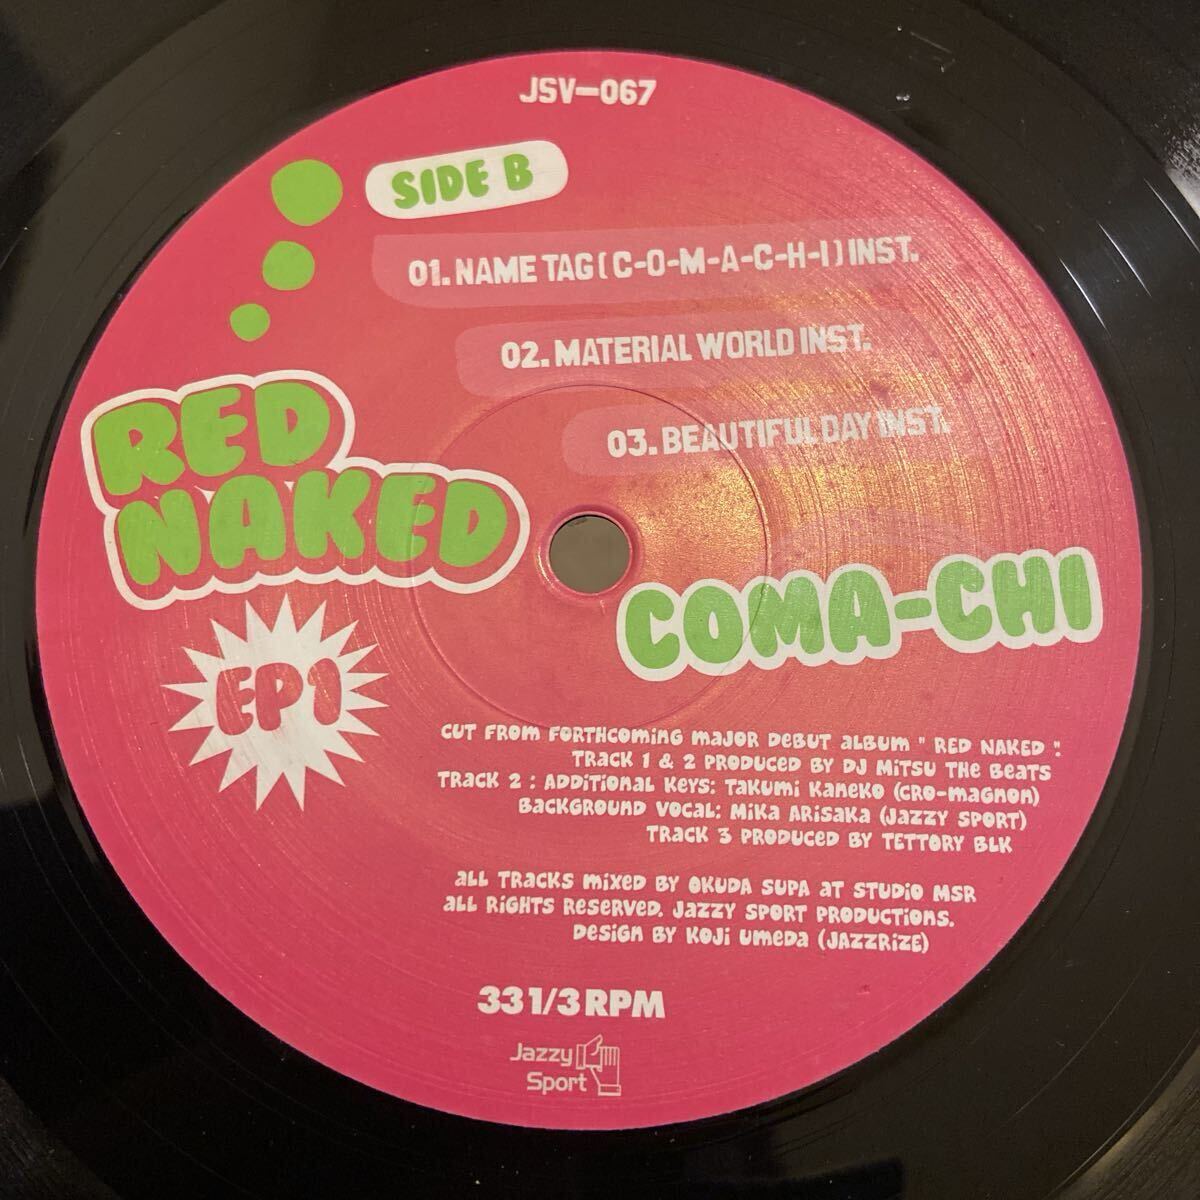 JSV-067
SIDE B
01. NAME TAG (C-O-M-A-C-H-I) INST.
02. MATERIAL WORLD INST.
03. BEAUTIFUL DAY INST.
RED
NAKED
EP1
COMA-CHI
CUT FROM FORTHCOMING MAJOR DEBUT ALBUM " RED NAKED ".
TRACK 1 & 2 PRODUCED BY DJ MITSU THE BEATS
TRACK 2 : ADDITIONAL KEYS: TAKUMI KANEKO (CRO-MAGNON)
BACKGROUND VOCAL: MIKA ARISAKA (JAZZY SPORT)
TRACK 3 PRODUCED BY TETTORY BLK
ALL TRACKS MIXED BY OKUDA SUPA AT STUDIO MSR
ALL RIGHTS RESERVED. JAZZY SPORT PRODUCTIONS.
DESIGN BY KOJI UMEDA (JAZZRIZE)
33 1/3 RPM
Jazzy
Sport